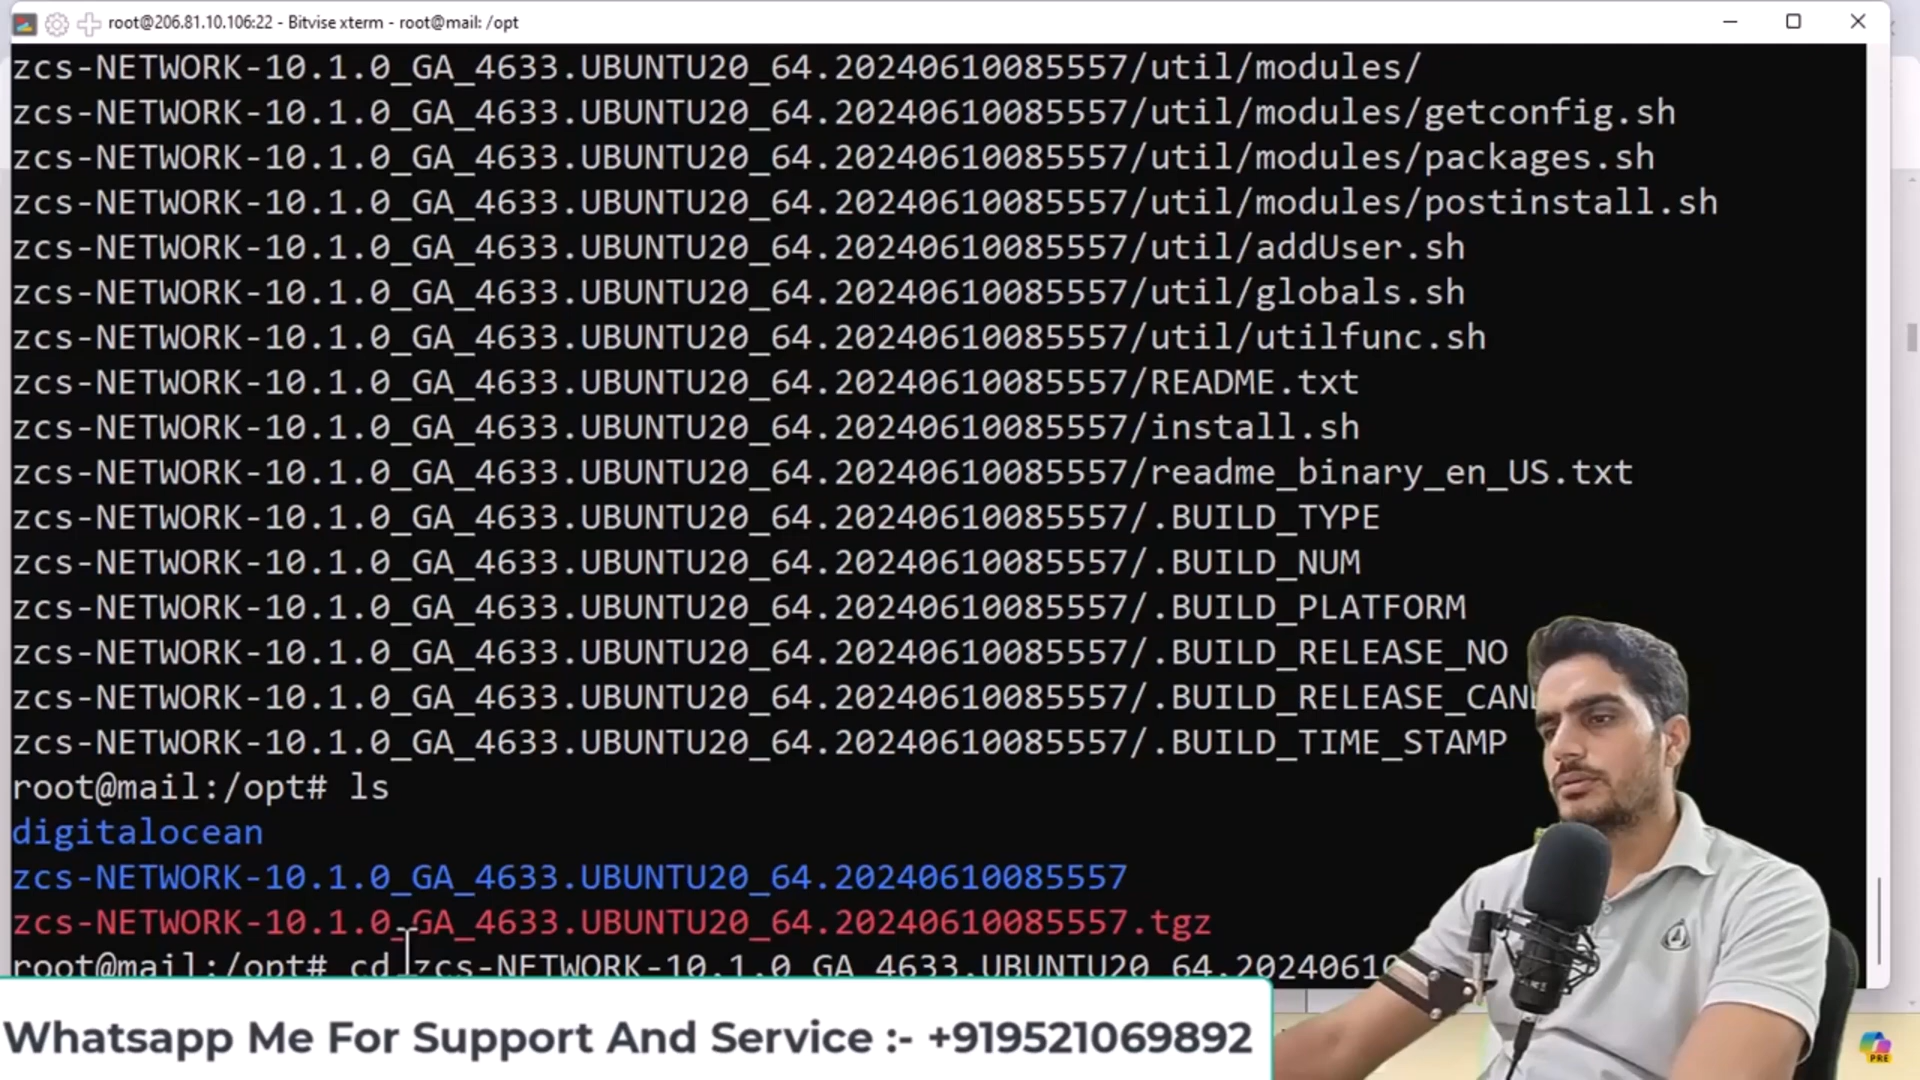 root@206.81.10.106:22 - Bitvise xterm - root@mail: /opt
zcs-NETWORK-10.1.0_GA_4633.UBUNTU20_64.20240610085557/util/modules/
zcs-NETWORK-10.1.0_GA_4633.UBUNTU20_64.20240610085557/util/modules/getconfig.sh
zcs-NETWORK-10.1.0_GA_4633.UBUNTU20_64.20240610085557/util/modules/packages.sh
zcs-NETWORK-10.1.0_GA_4633.UBUNTU20_64.20240610085557/util/modules/postinstall.sh
zcs-NETWORK-10.1.0_GA_4633.UBUNTU20_64.20240610085557/util/addUser.sh
zcs-NETWORK-10.1.0_GA_4633.UBUNTU20_64.20240610085557/util/globals.sh
zcs-NETWORK-10.1.0_GA_4633.UBUNTU20_64.20240610085557/util/utilfunc.sh
zcs-NETWORK-10.1.0_GA_4633.UBUNTU20_64.20240610085557/README.txt
zcs-NETWORK-10.1.0_GA_4633.UBUNTU20_64.20240610085557/install.sh
zcs-NETWORK-10.1.0_GA_4633.UBUNTU20_64.20240610085557/readme_binary_en_US.txt
zcs-NETWORK-10.1.0_GA_4633.UBUNTU20_64.20240610085557/.BUILD_TYPE
zcs-NETWORK-10.1.0_GA_4633.UBUNTU20_64.20240610085557/.BUILD_NUM
zcs-NETWORK-10.1.0_GA_4633.UBUNTU20_64.20240610085557/.BUILD_PLATFORM
zcs-NETWORK-10.1.0_GA_4633.UBUNTU20_64.20240610085557/.BUILD_RELEASE_NO
zcs-NETWORK-10.1.0_GA_4633.UBUNTU20_64.20240610085557/.BUILD_RELEASE_CAN
zcs-NETWORK-10.1.0_GA_4633.UBUNTU20_64.20240610085557/.BUILD_TIME_STAMP
root@mail:/opt# ls
digitalocean
zcs-NETWORK-10.1.0_GA_4633.UBUNTU20_64.20240610085557
zcs-NETWORK-10.1.0_GA_4633.UBUNTU20_64.20240610085557.tgz
root@mail:/opt# cd zcs-NETWORK-10.1.0_GA_4633.UBUNTU20_64.2024061
Whatsapp Me For Support And Service :- +919521069892
PRE